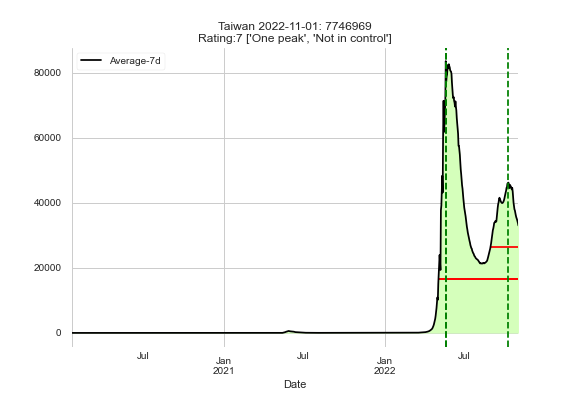 Taiwan 2022-11-01: 7746969
Rating:7 ['One peak', 'Not in control']
Average-7d
80000
60000
40000
20000
0
Jul
Jan
2021
Jul
Jan
2022
Jul
Date